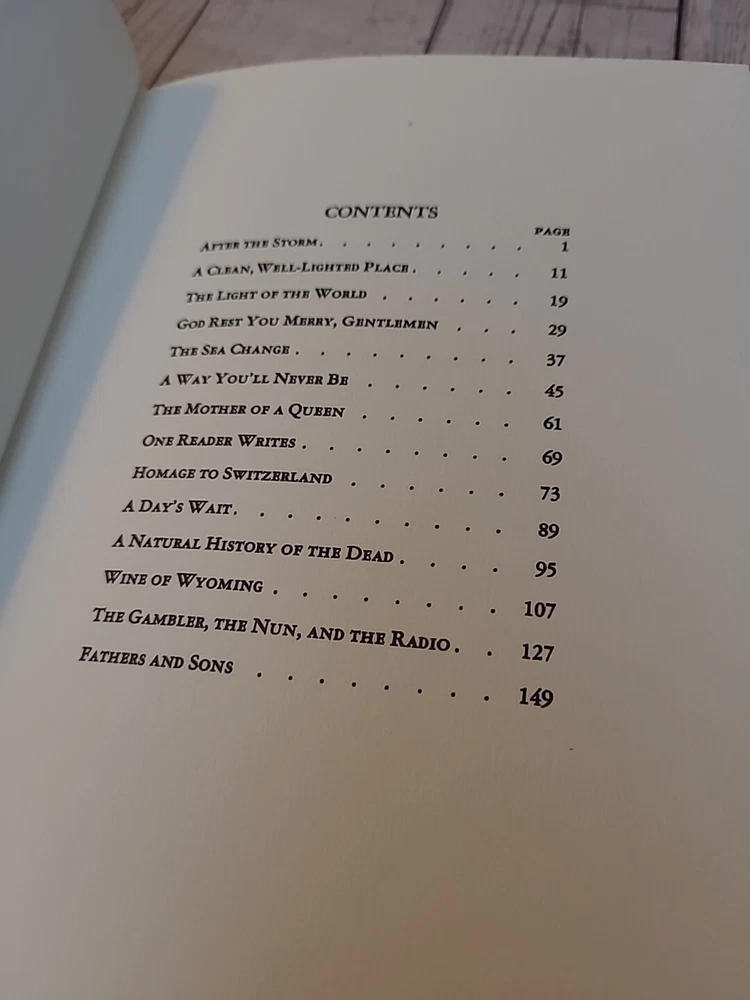 CONTENTS
PAGE
AFTER THE STORM. . . . . . . . 1
A CLEAN, WELL-LIGHTED PLACE. . . . . 11
THE LIGHT OF THE WORLD . . . . . 19
GOD REST YOU MERRY, GENTLEMEN . . . 29
THE SEA CHANGE. . . . . . . . 37
A WAY YOU'LL NEVER BE . . . . . . 45
THE MOTHER OF A QUEEN . . . . . 61
ONE READER WRITES. . . . . . . 69
HOMAGE TO SWITZERLAND . . . . . 73
A DAY'S WAIT. . . . . . . . . . 89
A NATURAL HISTORY OF THE DEAD. . . . 95
WINE OF WYOMING . . . . . . . 107
THE GAMBLER, THE NUN, AND THE RADIO. . 127
FATHERS AND SONS . . . . . . . . 149